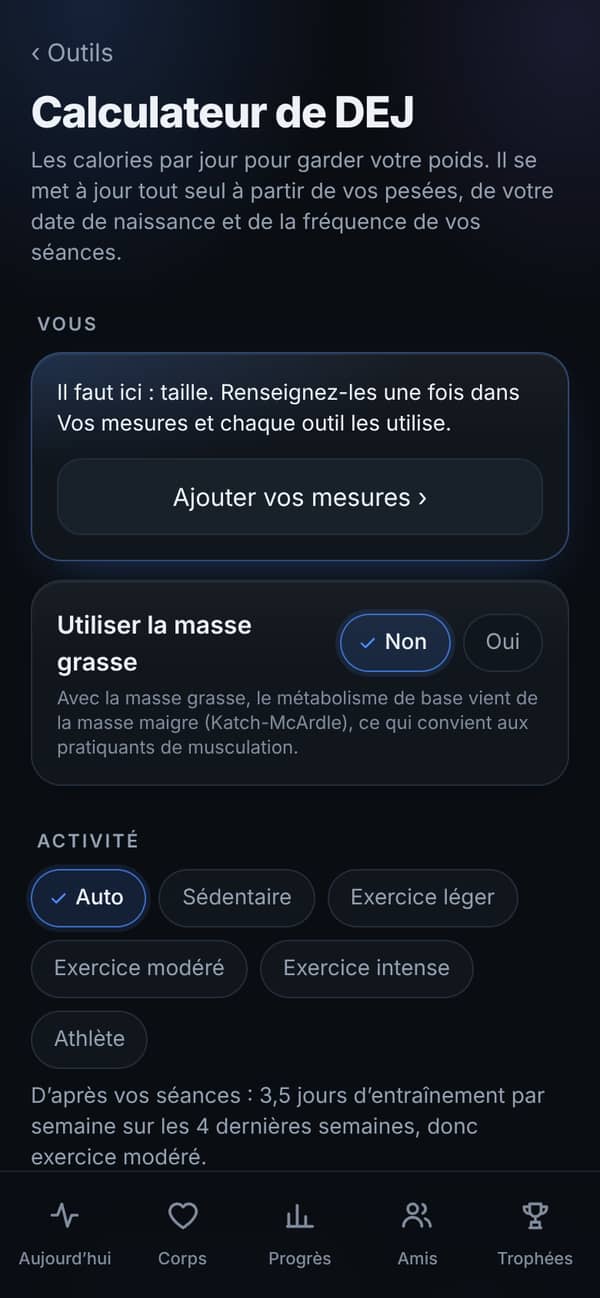 ‹ Outils
Calculateur de DEJ
Les calories par jour pour garder votre poids. Il se
met à jour tout seul à partir de vos pesées, de votre
date de naissance et de la fréquence de vos
séances.
VOUS
Il faut ici : taille. Renseignez-les une fois dans
Vos mesures et chaque outil les utilise.
Ajouter vos mesures ›
Utiliser la masse
grasse
✓ Non
Oui
Avec la masse grasse, le métabolisme de base vient de
la masse maigre (Katch-McArdle), ce qui convient aux
pratiquants de musculation.
ACTIVITÉ
✓ Auto
Sédentaire
Exercice léger
Exercice modéré
Exercice intense
Athlète
D’après vos séances : 3,5 jours d’entraînement par
semaine sur les 4 dernières semaines, donc
exercice modéré.
Aujourd’hui
Corps
Progrès
Amis
Trophées